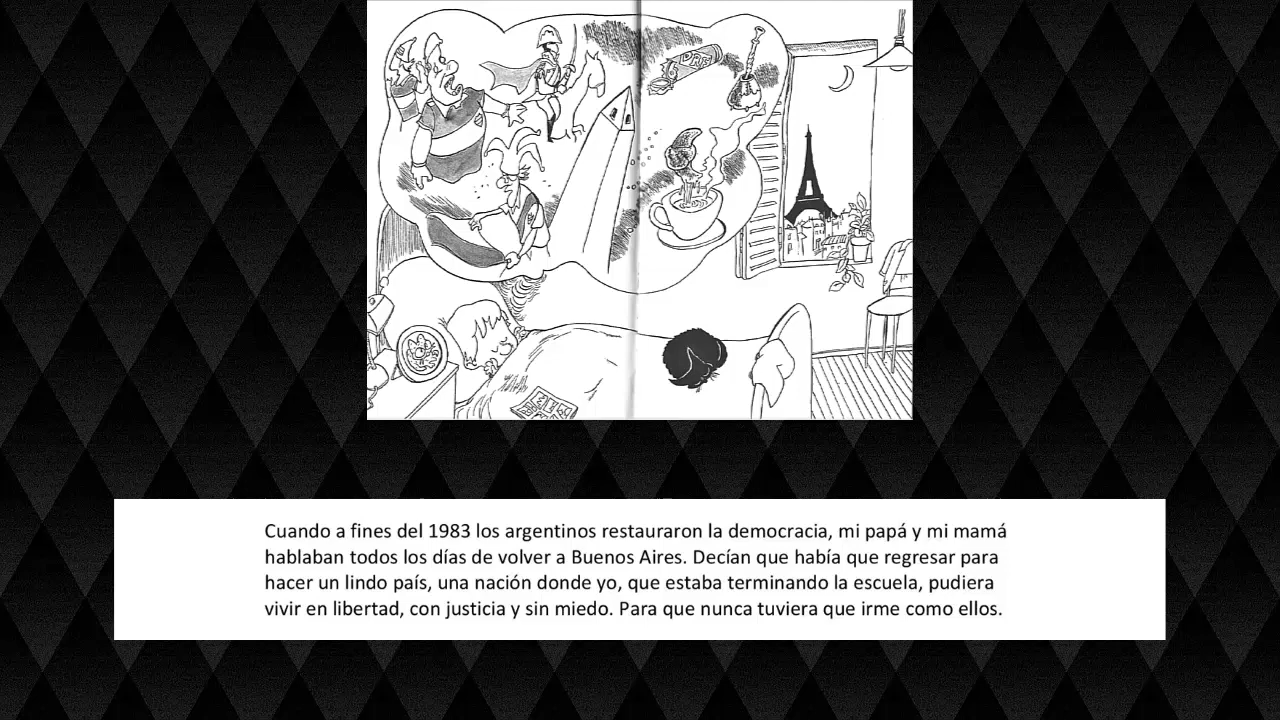 DRF
Cuando a fines del 1983 los argentinos restauraron la democracia, mi papá y mi mamá
hablaban todos los días de volver a Buenos Aires. Decían que había que regresar para
hacer un lindo país, una nación donde yo, que estaba terminando la escuela, pudiera
vivir en libertad, con justicia y sin miedo. Para que nunca tuviera que irme como ellos.